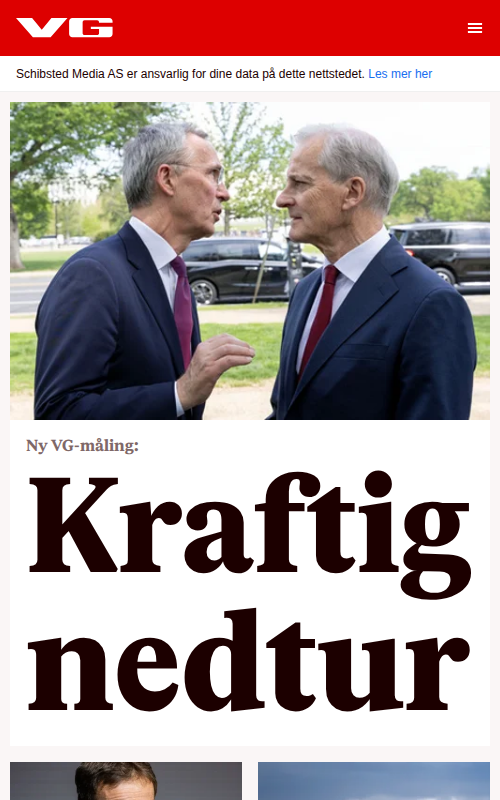 VG
Schibsted Media AS er ansvarlig for dine data på dette nettstedet. Les mer her
Ny VG-måling:
Kraftig
nedtur